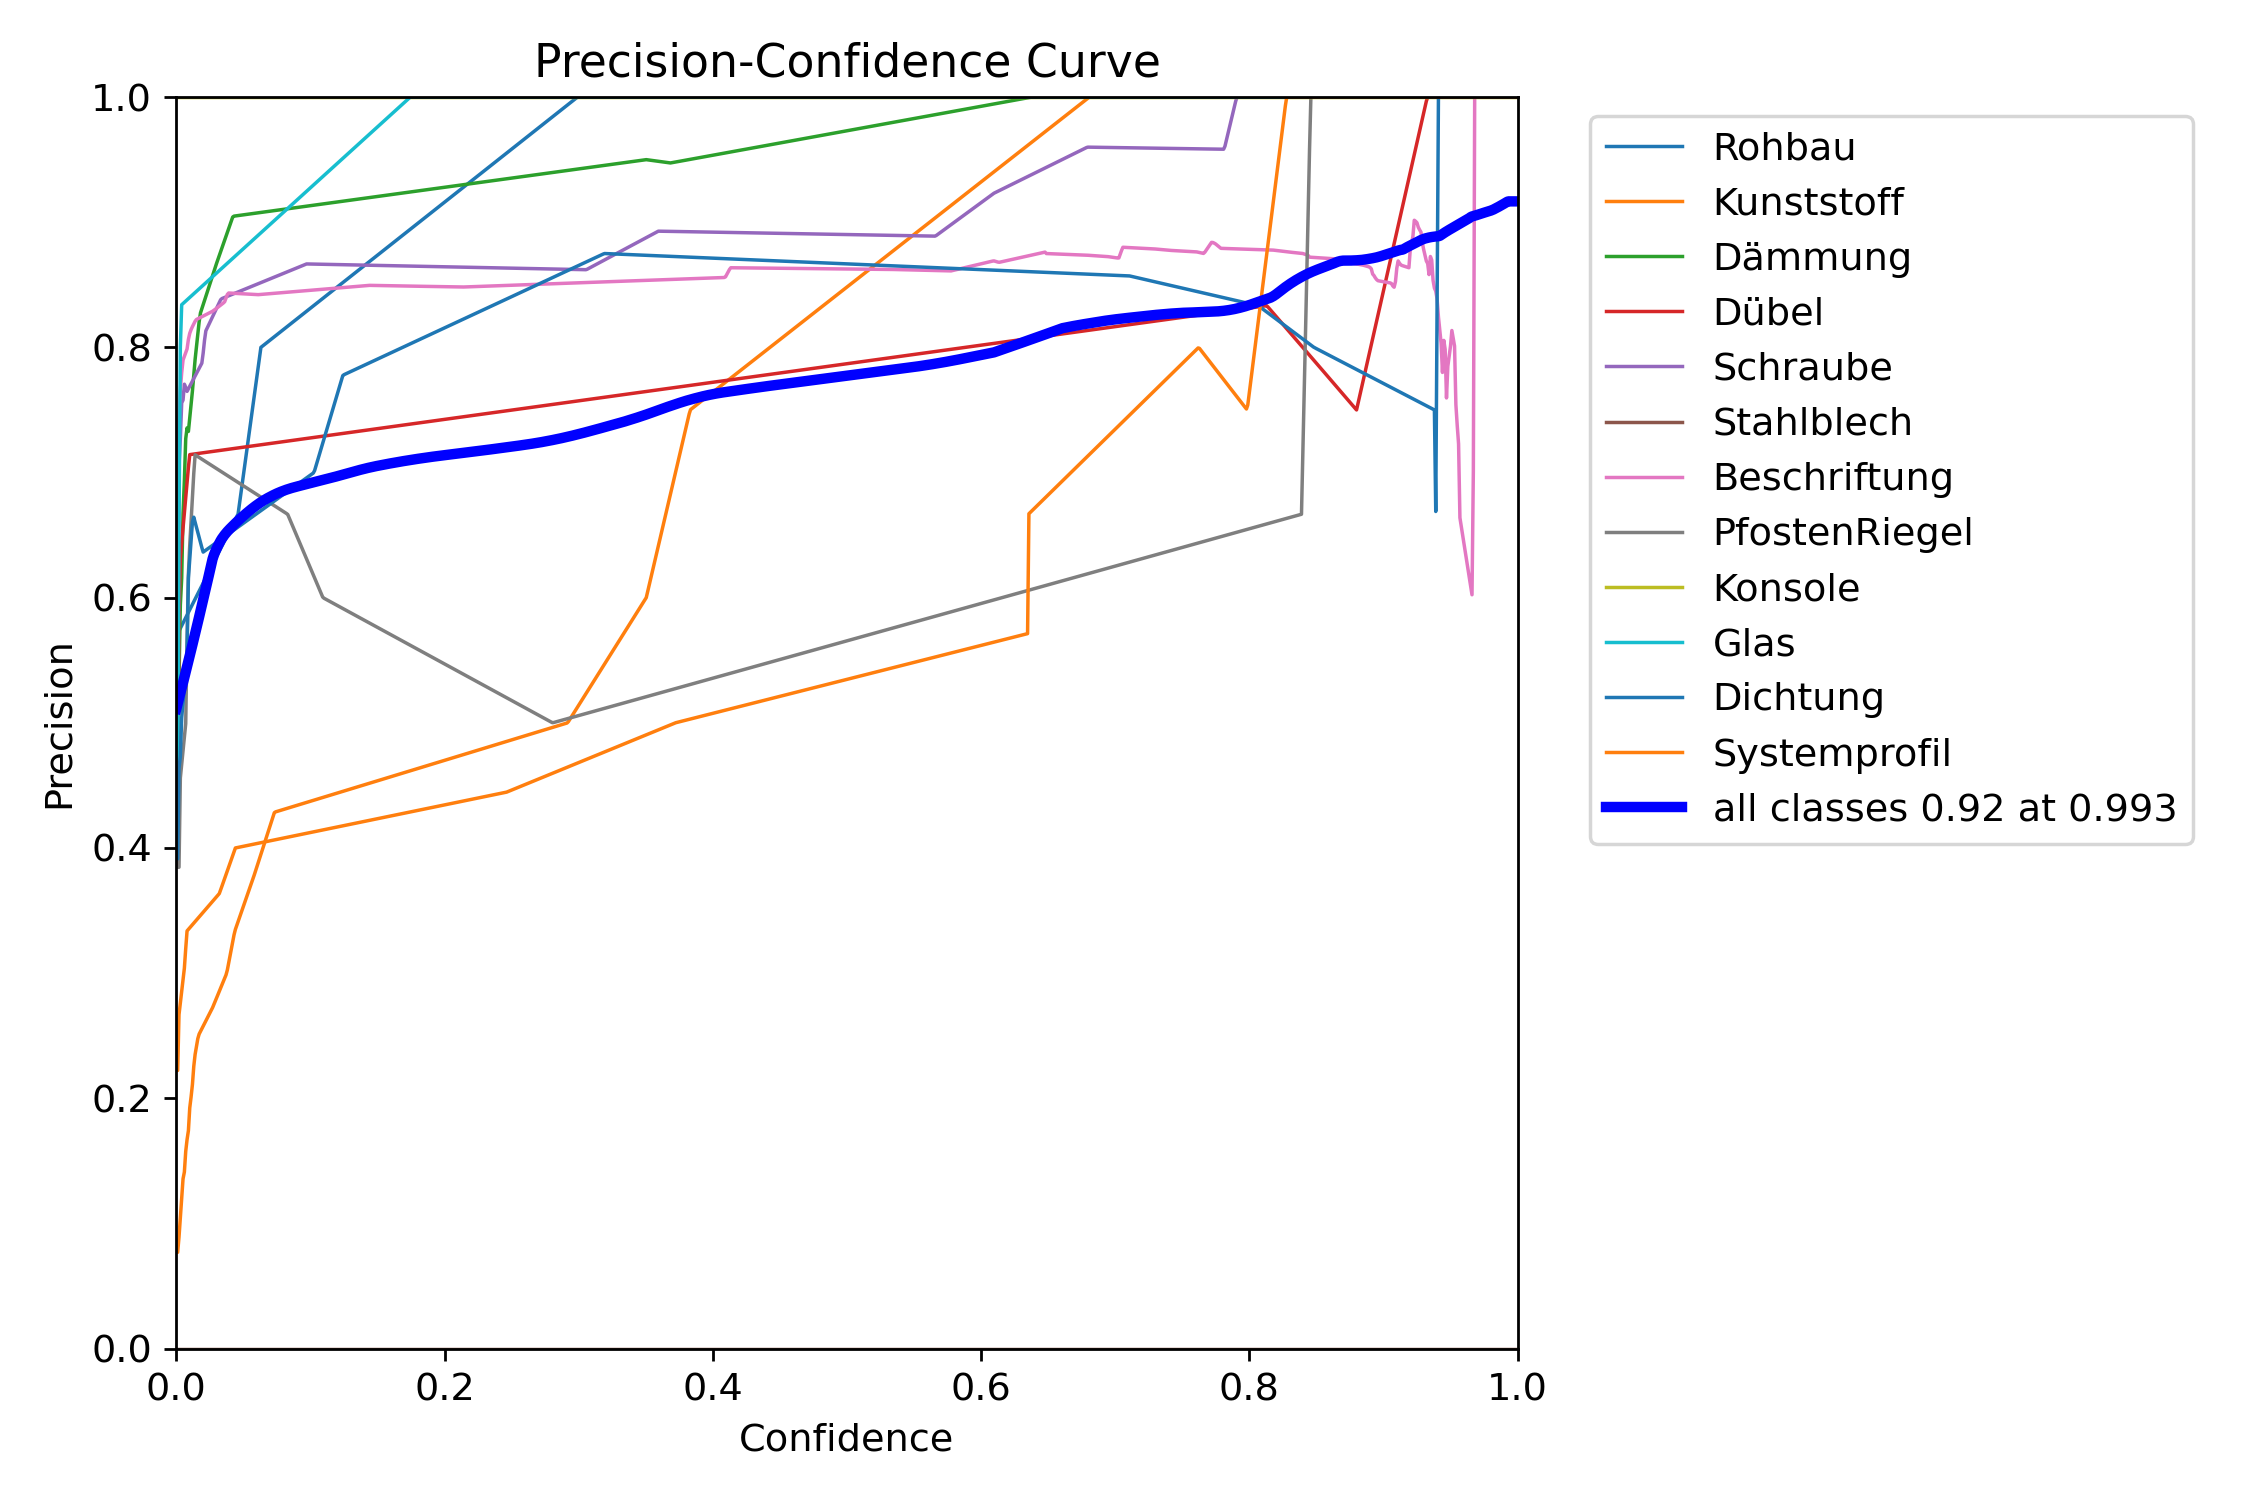 Precision-Confidence Curve
1.0
0.8
0.6
0.4
0.2
0.0
Precision
0.0 0.2 0.4 0.6 0.8 1.0
Confidence
Rohbau
Kunststoff
Dämmung
Dübel
Schraube
Stahlblech
Beschriftung
PfostenRiegel
Konsole
Glas
Dichtung
Systemprofil
all classes 0.92 at 0.993